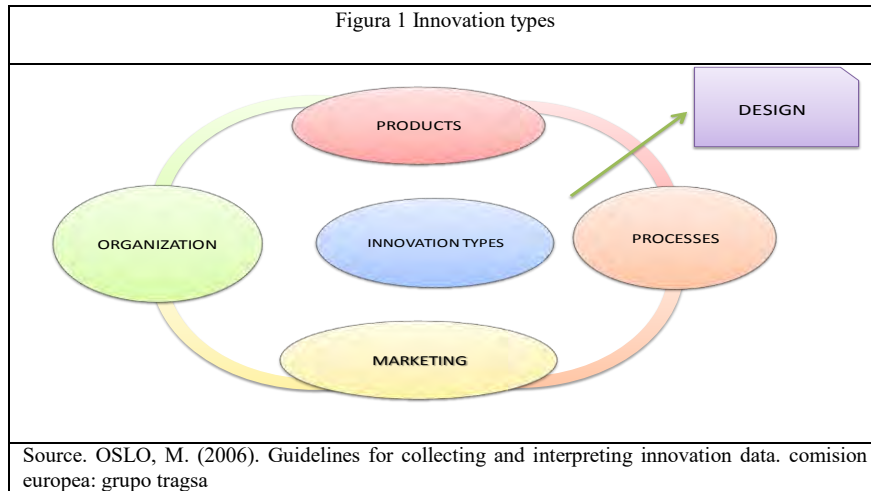 Figura 1 Innovation types
PRODUCTS
DESIGN
ORGANIZATION
INNOVATION TYPES
PROCESSES
MARKETING
Source. OSLO, M. (2006). Guidelines for collecting and interpreting innovation data. comision
europea: grupo tragsa